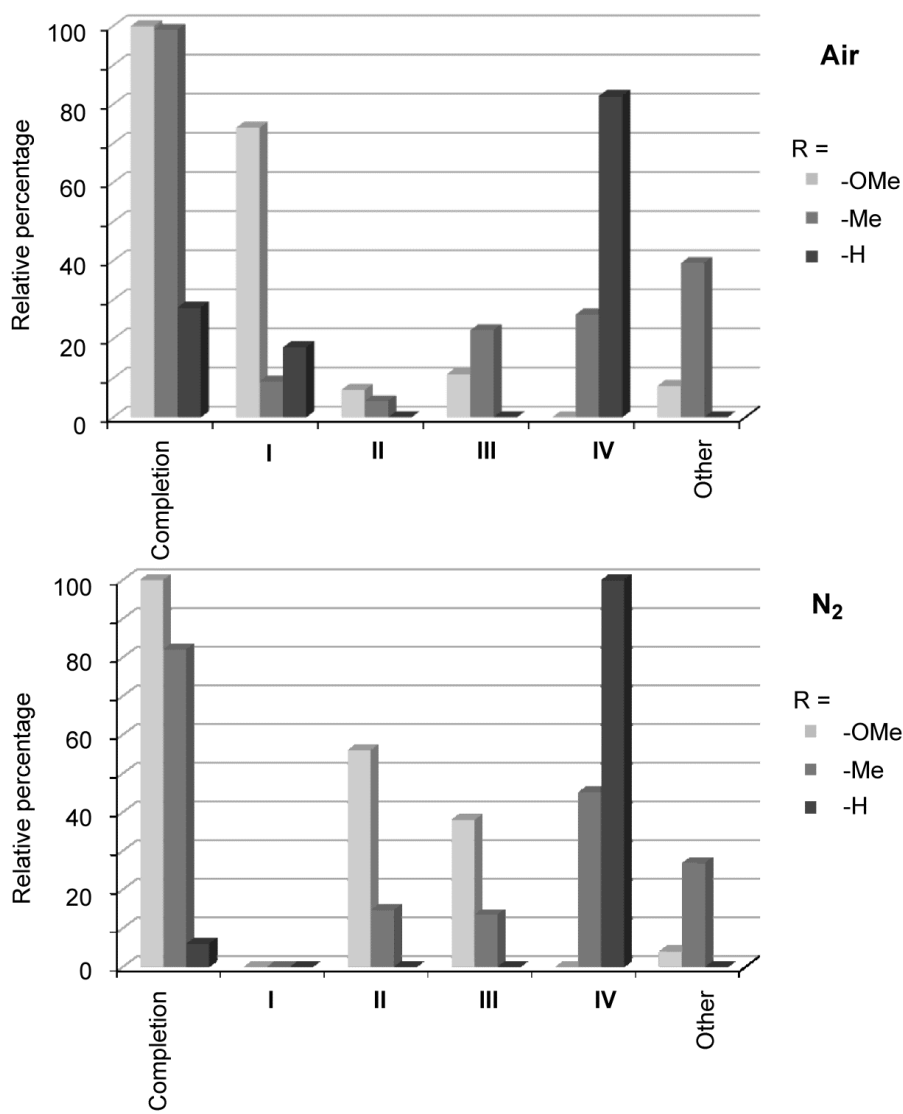 Air
Relative percentage
100
80
60
40
20
0
R =
-OMe
-Me
-H
Completion
I
II
III
IV
Other
N2
Relative percentage
100
80
60
40
20
0
R =
-OMe
-Me
-H
Completion
I
II
III
IV
Other